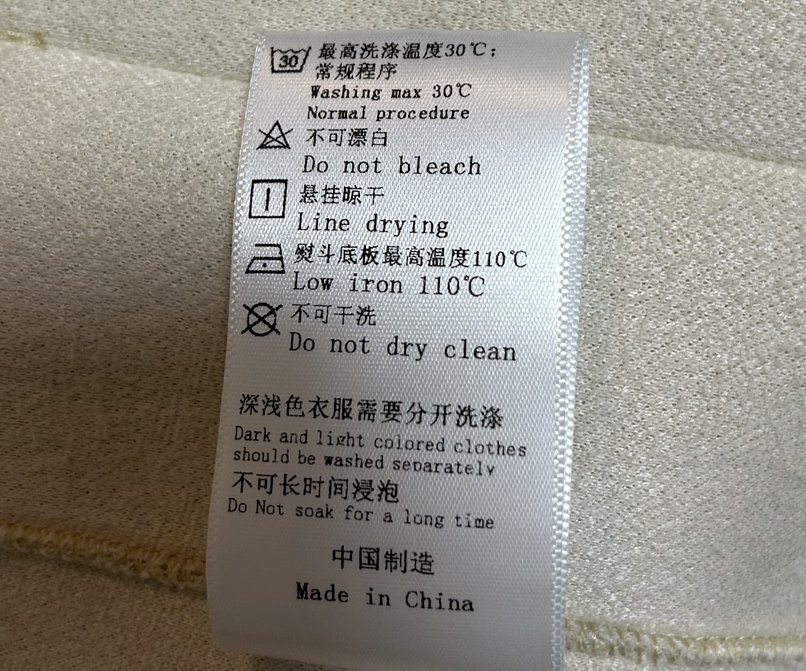 30 最高洗涤温度30℃;
常规程序
Washing max 30℃
Normal procedure
不可漂白
Do not bleach
悬挂晾干
Line drying
熨斗底板最高温度110℃
Low iron 110℃
不可干洗
Do not dry clean
深浅色衣服需要分开洗涤
Dark and light colored clothes
should be washed separately
不可长时间浸泡
Do Not soak for a long time
中国制造
Made in China